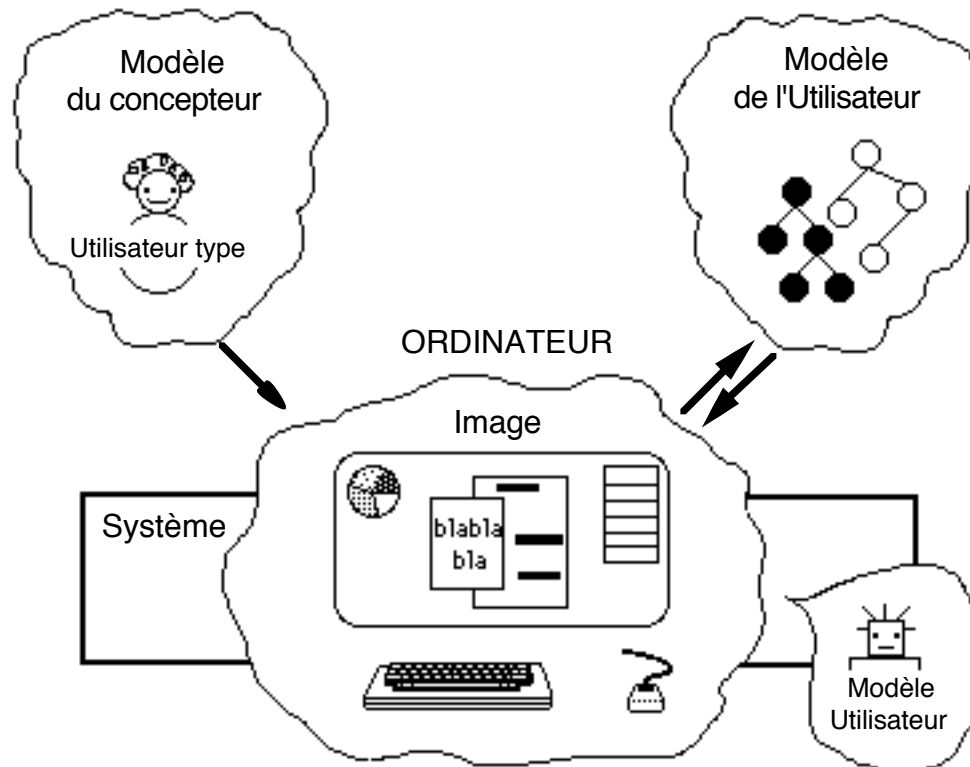 Modèle
du concepteur
Utilisateur type
Modèle
de l'Utilisateur
ORDINATEUR
Image
Système
blabla
bla
Modèle
Utilisateur